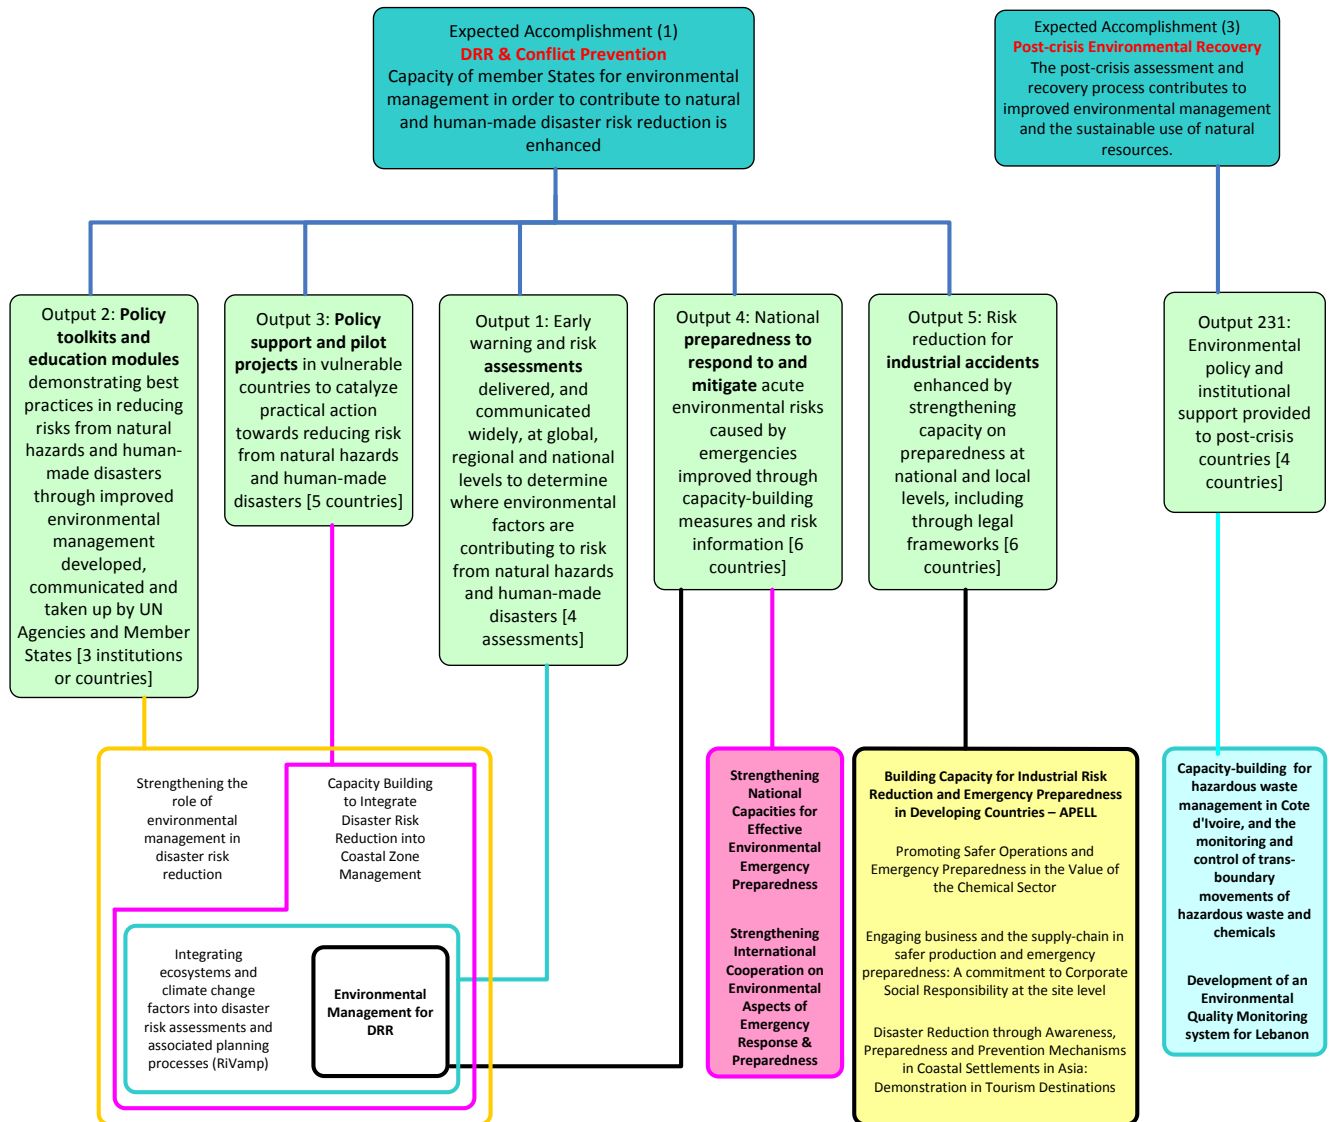 Expected Accomplishment (1)
DRR & Conflict Prevention
Capacity of member States for environmental
management in order to contribute to natural
and human-made disaster risk reduction is
enhanced
Expected Accomplishment (3)
Post-crisis Environmental Recovery
The post-crisis assessment and
recovery process contributes to
improved environmental management
and the sustainable use of natural
resources.
Output 2: Policy
toolkits and
education modules
demonstrating best
practices in reducing
risks from natural
hazards and human-
made disasters
through improved
environmental
management
developed,
communicated and
taken up by UN
Agencies and Member
States [3 institutions
or countries]
Output 3: Policy
support and pilot
projects in vulnerable
countries to catalyze
practical action
towards reducing risk
from natural hazards
and human-made
disasters [5 countries]
Output 1: Early
warning and risk
assessments
delivered, and
communicated
widely, at global,
regional and national
levels to determine
where environmental
factors are
contributing to risk
from natural hazards
and human-made
disasters [4
assessments]
Output 4: National
preparedness to
respond to and
mitigate acute
environmental risks
caused by
emergencies
improved through
capacity-building
measures and risk
information [6
countries]
Output 5: Risk
reduction for
industrial accidents
enhanced by
strengthening
capacity on
preparedness at
national and local
levels, including
through legal
frameworks [6
countries]
Output 231:
Environmental
policy and
institutional
support provided
to post-crisis
countries [4
countries]
Strengthening the
role of
environmental
management in
disaster risk
reduction
Capacity Building
to Integrate
Disaster Risk
Reduction into
Coastal Zone
Management
Integrating
ecosystems and
climate change
factors into disaster
risk assessments and
associated planning
processes (RiVamp)
Environmental
Management for
DRR
Strengthening
National
Capacities for
Effective
Environmental
Emergency
Preparedness
Strengthening
International
Cooperation on
Environmental
Aspects of
Emergency
Response &
Preparedness
Building Capacity for Industrial Risk
Reduction and Emergency Preparedness
in Developing Countries – APELL
Promoting Safer Operations and
Emergency Preparedness in the Value of
the Chemical Sector
Engaging business and the supply-chain in
safer production and emergency
preparedness: A commitment to Corporate
Social Responsibility at the site level
Disaster Reduction through Awareness,
Preparedness and Prevention Mechanisms
in Coastal Settlements in Asia:
Demonstration in Tourism Destinations
Capacity-building for
hazardous waste
management in Cote
d'Ivoire, and the
monitoring and
control of trans-
boundary
movements of
hazardous waste and
chemicals
Development of an
Environmental
Quality Monitoring
system for Lebanon